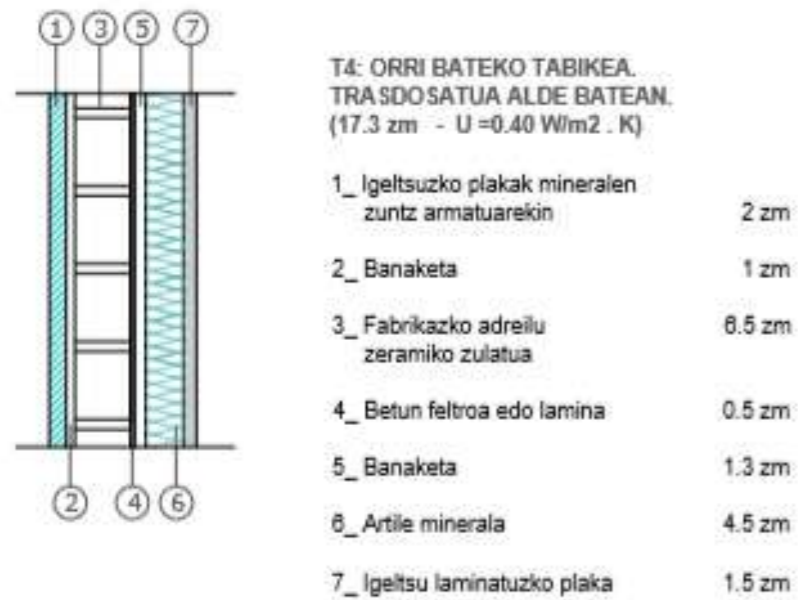 1 3 5 7
T4: ORRI BATEKO TABIKEA.
TRASDOSATUA ALDE BATEAN.
(17.3 zm - U =0.40 W/m2 . K)
1_ Igeltsuzko plakak mineralen
zuntz armatuarekin 2 zm
2_ Banaketa 1 zm
3_ Fabrikazko adreilu 6.5 zm
zeramiko zulatua
4_ Betun feltroa edo lamina 0.5 zm
5_ Banaketa 1.3 zm
6_ Artile minerala 4.5 zm
7_ Igeltsu laminatuzko plaka 1.5 zm
2 4 6